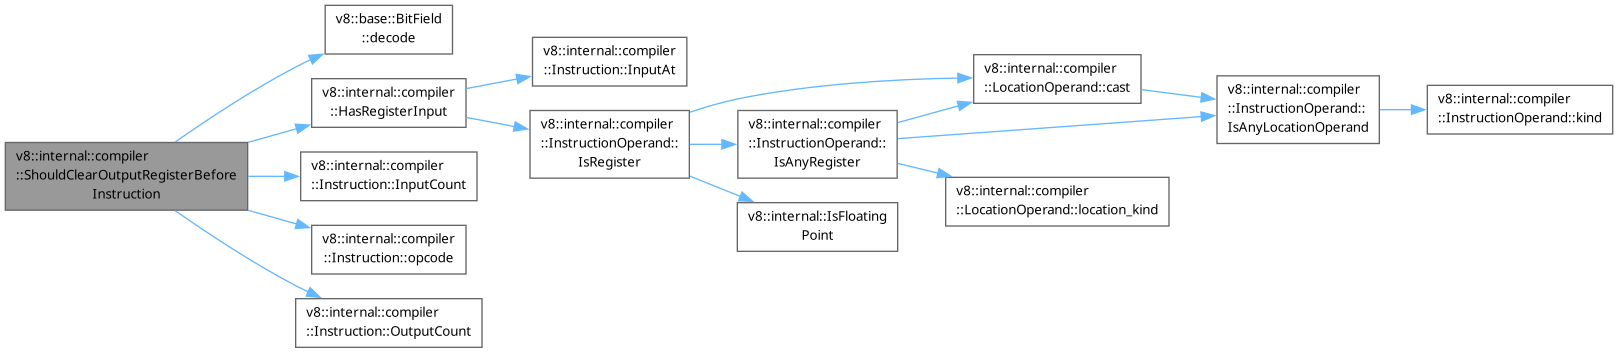 v8::internal::compiler
::ShouldClearOutputRegisterBefore
Instruction
v8::base::BitField
::decode
v8::internal::compiler
::HasRegisterInput
v8::internal::compiler
::Instruction::InputCount
v8::internal::compiler
::Instruction::opcode
v8::internal::compiler
::Instruction::OutputCount
v8::internal::compiler
::Instruction::InputAt
v8::internal::compiler
::InstructionOperand::
IsRegister
v8::internal::compiler
::InstructionOperand::
IsAnyRegister
v8::internal::IsFloating
Point
v8::internal::compiler
::LocationOperand::cast
v8::internal::compiler
::LocationOperand::location_kind
v8::internal::compiler
::InstructionOperand::
IsAnyLocationOperand
v8::internal::compiler
::InstructionOperand::kind